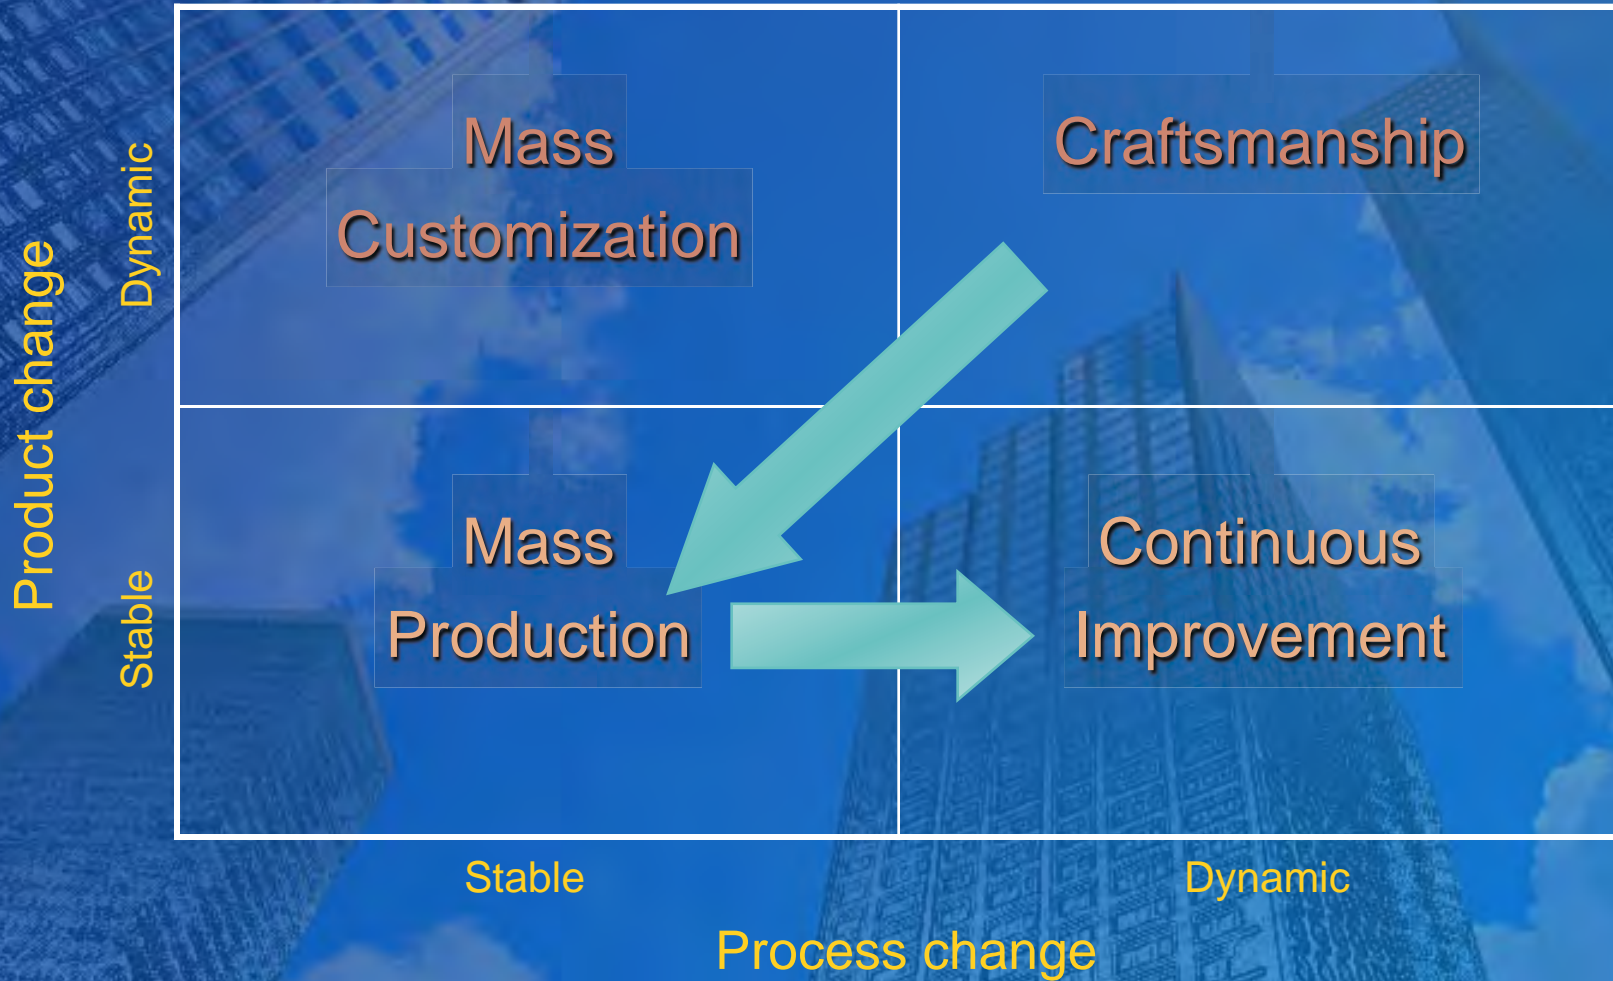 Product change
Dynamic
Stable
Mass
Customization
Craftsmanship
Mass
Production
Continuous
Improvement
Stable
Dynamic
Process change